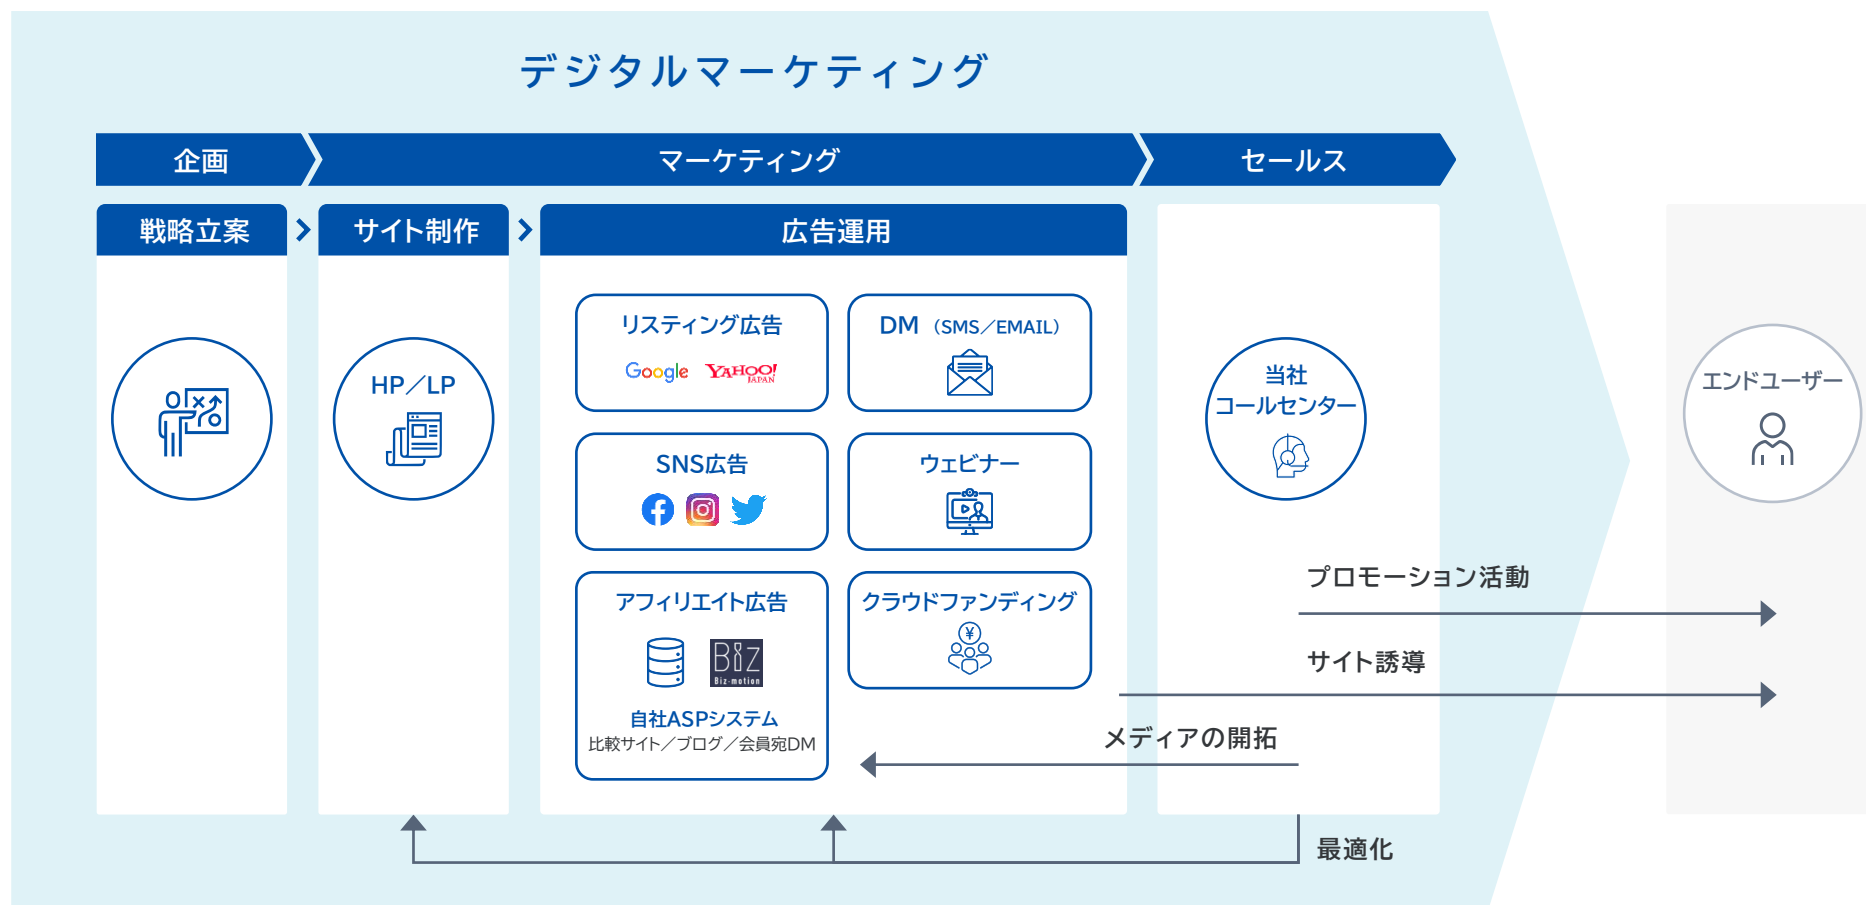 デジタルマーケティング
企画
マーケティング
セールス
戦略立案
サイト制作
広告運用
HP／LP
リスティング広告
Google YAHOO! JAPAN
DM （SMS／EMAIL）
SNS広告
ウェビナー
アフィリエイト広告
Biz
Biz-motion
自社ASPシステム
比較サイト／ブログ／会員宛DM
クラウドファンディング
¥
当社
コールセンター
エンドユーザー
プロモーション活動
サイト誘導
メディアの開拓
最適化